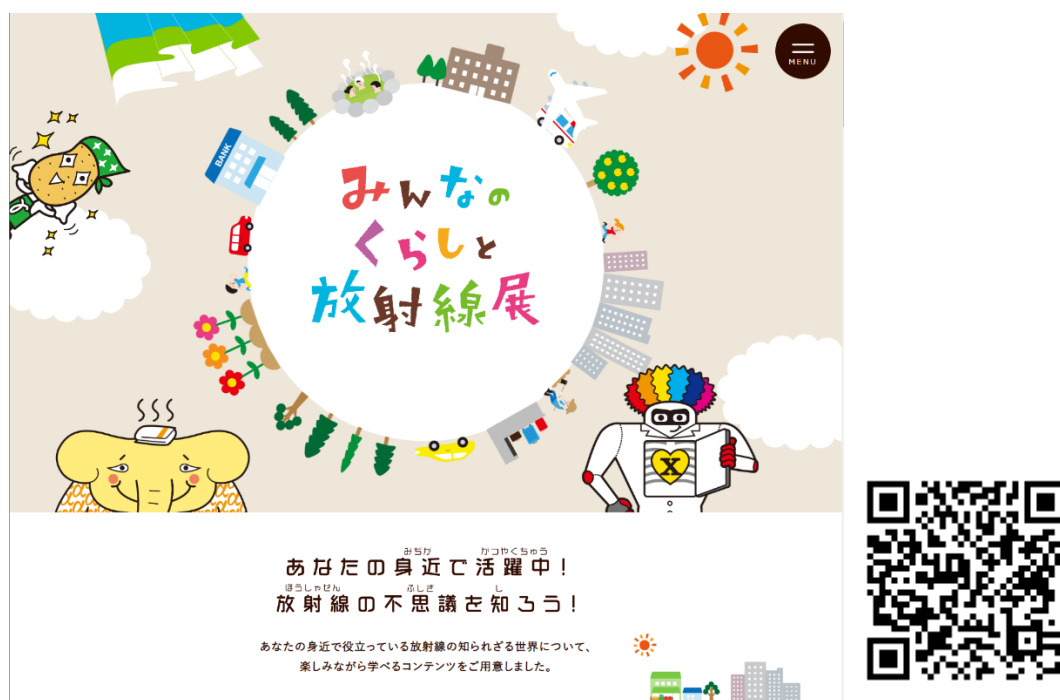 MENU
BANK
みんなの
くらしと
放射線展
X
みぢか かつやくちゅう
あなたの身近で活躍中！
ほうしゃせん ふしぎ し
放射線の不思議を知ろう！
あなたの身近で役立っている放射線の知られざる世界について、
楽しみながら学べるコンテンツをご用意しました。